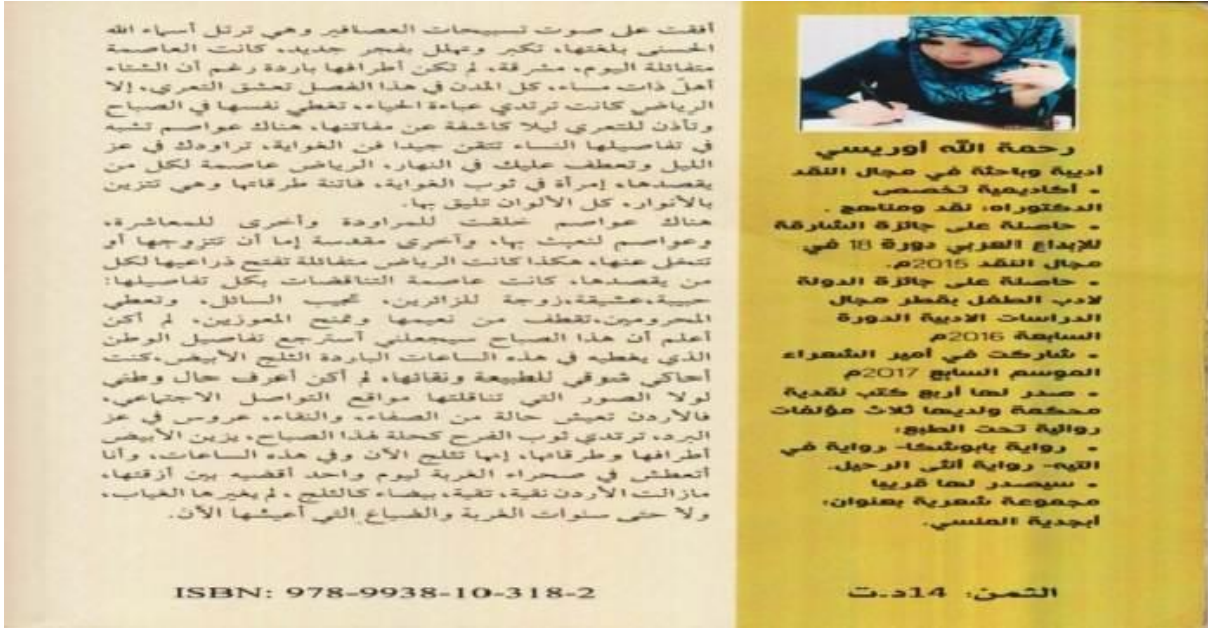 رحمة الله أوريسي
أديبة وباحثة في مجال النقد
• أكاديمية تخصص
الدكتوراه: نقد ومناهج .
• حاصلة على جائزة الشارقة
للإبداع العربي دورة 18 في
مجال النقد 2015م.
• حاصلة على جائزة الدولة
لادب الطفل بقطر مجال
الدراسات الادبية الدورة
السابعة 2016م
• شاركت في أمير الشعراء
الموسم السابع 2017م
• صدر لها أربع كتب نقدية
محكمة ولديها ثلاث مؤلفات
روائية تحت الطبع:
• رواية بابوشكا- رواية في
التيه- رواية أنثى الرحيل.
• سيصدر لها قريبا
مجموعة شعرية بعنوان:
أبجدية المنسي.
الثمن: 14د.ت
أفقت على صوت تسبيحات العصافير وهي ترتل أسماء الله
الحسنى بلغتها، تكبر وتهلل بفجر جديد، كانت العاصمة
متفائلة اليوم، مشرقة، لم تكن أطرافها باردة رغم أن الشتاء
أهلّ ذات مساء، كل المدن في هذا الفصل تعشق التعري، إلا
الرياض كانت ترتدي عباءة الحياء، تغطي نفسها في الصباح
وتأذن للتعري ليلا كاشفة عن مفاتنها، هناك عواصم تشبه
في تفاصيلها النساء تتقن جيدا فن الغواية، تراودك في عز
الليل وتعطف عليك في النهار، الرياض عاصمة لكل من
يقصدها، إمرأة في ثوب الغواية، فاتنة طرقاتها وهي تتزين
بالأنوار، كل الألوان تليق بها.
هناك عواصم خلقت للمراودة وأخرى للمعاشرة،
وعواصم لنعبث بها، وأخرى مقدسة إما أن تتزوجها أو
تتخل عنها، هكذا كانت الرياض متفائلة تفتح ذراعيها لكل
من يقصدها، كانت عاصمة التناقضات بكل تفاصيلها:
حبيبة،عشيقة،زوجة للزائرين، تجيب السائل، وتعطي
المحرومين،تقطف من نعيمها وتمنح المعوزين، لم أكن
أعلم أن هذا الصباح سيجعلني أسترجع تفاصيل الوطن
الذي يغطيه في هذه الساعات الباردة الثلج الأبيض،كنت
أحاكي شوقي للطبيعة ونقائها، لم أكن أعرف حال وطني
لولا الصور التي تناقلتها مواقع التواصل الاجتماعي،
فالأردن تعيش حالة من الصفاء، والنقاء، عروس في عز
البرد، ترتدي ثوب الفرح كحلة لهذا الصباح، يزين الأبيض
أطرافها وطرقاتها، إنها تثلج الآن وفي هذه الساعات، وأنا
أتعطش في صحراء الغربة ليوم واحد أقضيه بين أزقتها،
مازالت الأردن نقية، تقية، بيضاء كالثلج ، لم يغيرها الغياب،
ولا حتى سنوات الغربة والضياع التي أعيشها الآن.
ISBN: 978-9938-10-318-2